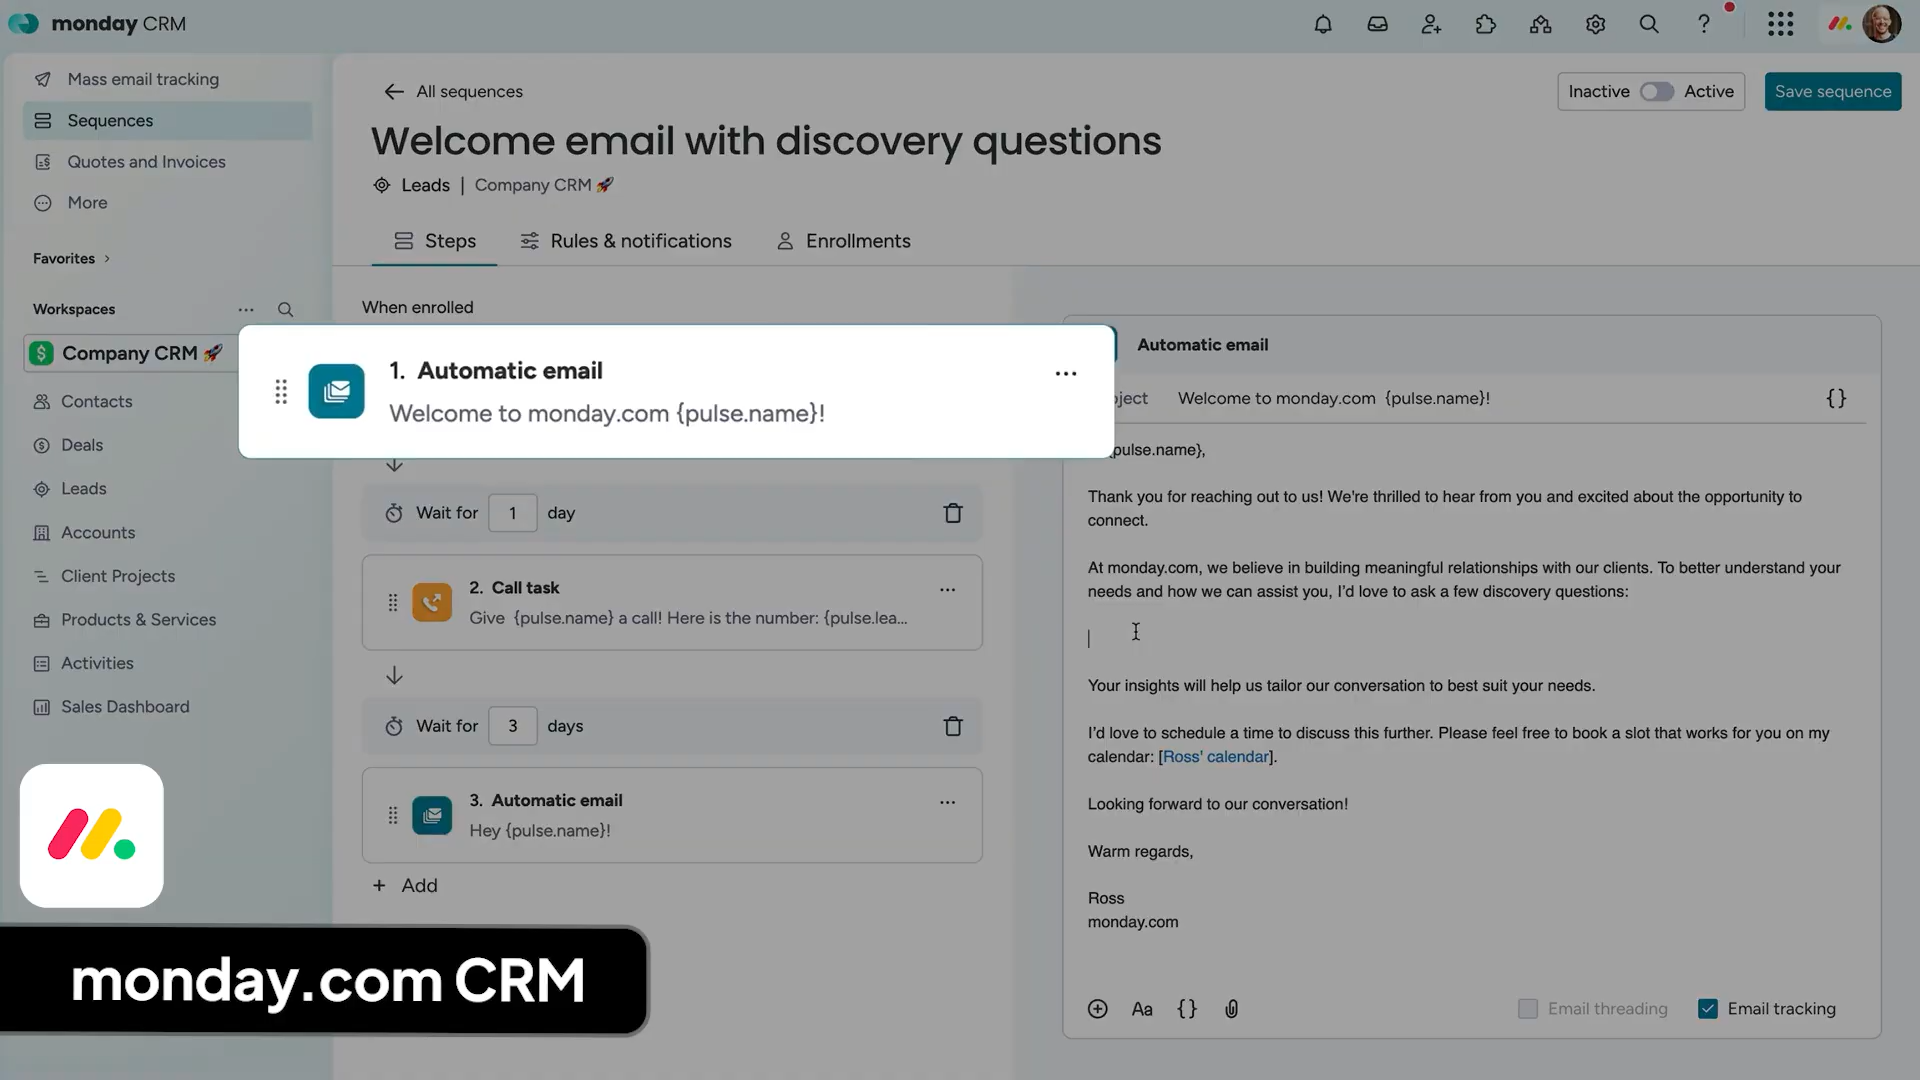 monday CRM
Mass email tracking
Sequences
Quotes and Invoices
More
Favorites
Workspaces
Company CRM 🚀
Contacts
Deals
Leads
Accounts
Client Projects
Products & Services
Activities
Sales Dashboard
All sequences
Inactive
Active
Save sequence
Welcome email with discovery questions
Leads | Company CRM 🚀
Steps
Rules & notifications
Enrollments
When enrolled
1. Automatic email
Welcome to monday.com {pulse.name}!
Wait for 1 day
2. Call task
Give {pulse.name} a call! Here is the number: {pulse.lea...
Wait for 3 days
3. Automatic email
Hey {pulse.name}!
+ Add
Automatic email
Welcome to monday.com {pulse.name}! {}
{pulse.name},
Thank you for reaching out to us! We're thrilled to hear from you and excited about the opportunity to
connect.
At monday.com, we believe in building meaningful relationships with our clients. To better understand your
needs and how we can assist you, I'd love to ask a few discovery questions:
Your insights will help us tailor our conversation to best suit your needs.
I'd love to schedule a time to discuss this further. Please feel free to book a slot that works for you on my
calendar: [Ross' calendar].
Looking forward to our conversation!
Warm regards,
Ross
monday.com
Aa {}
Email threading
Email tracking
monday.com CRM